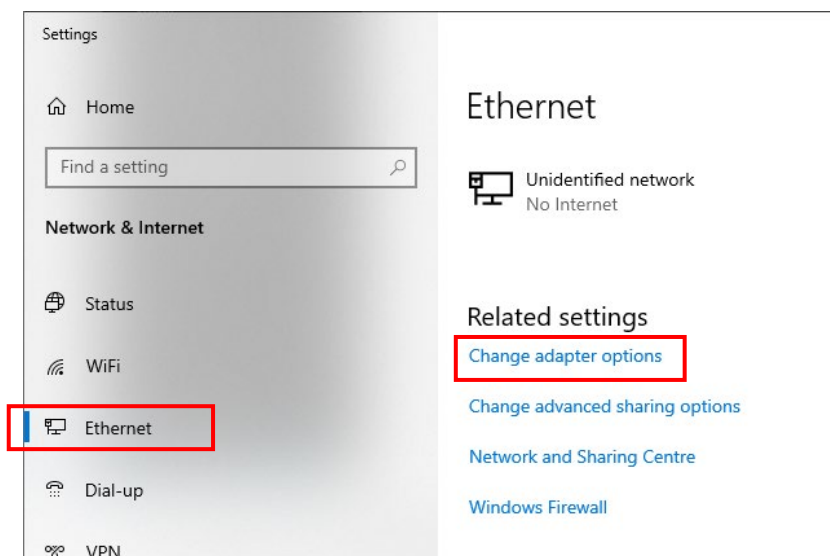 Settings
Home
Find a setting
Network & Internet
Status
WiFi
Ethernet
Dial-up
VPN
Ethernet
Unidentified network
No Internet
Related settings
Change adapter options
Change advanced sharing options
Network and Sharing Centre
Windows Firewall